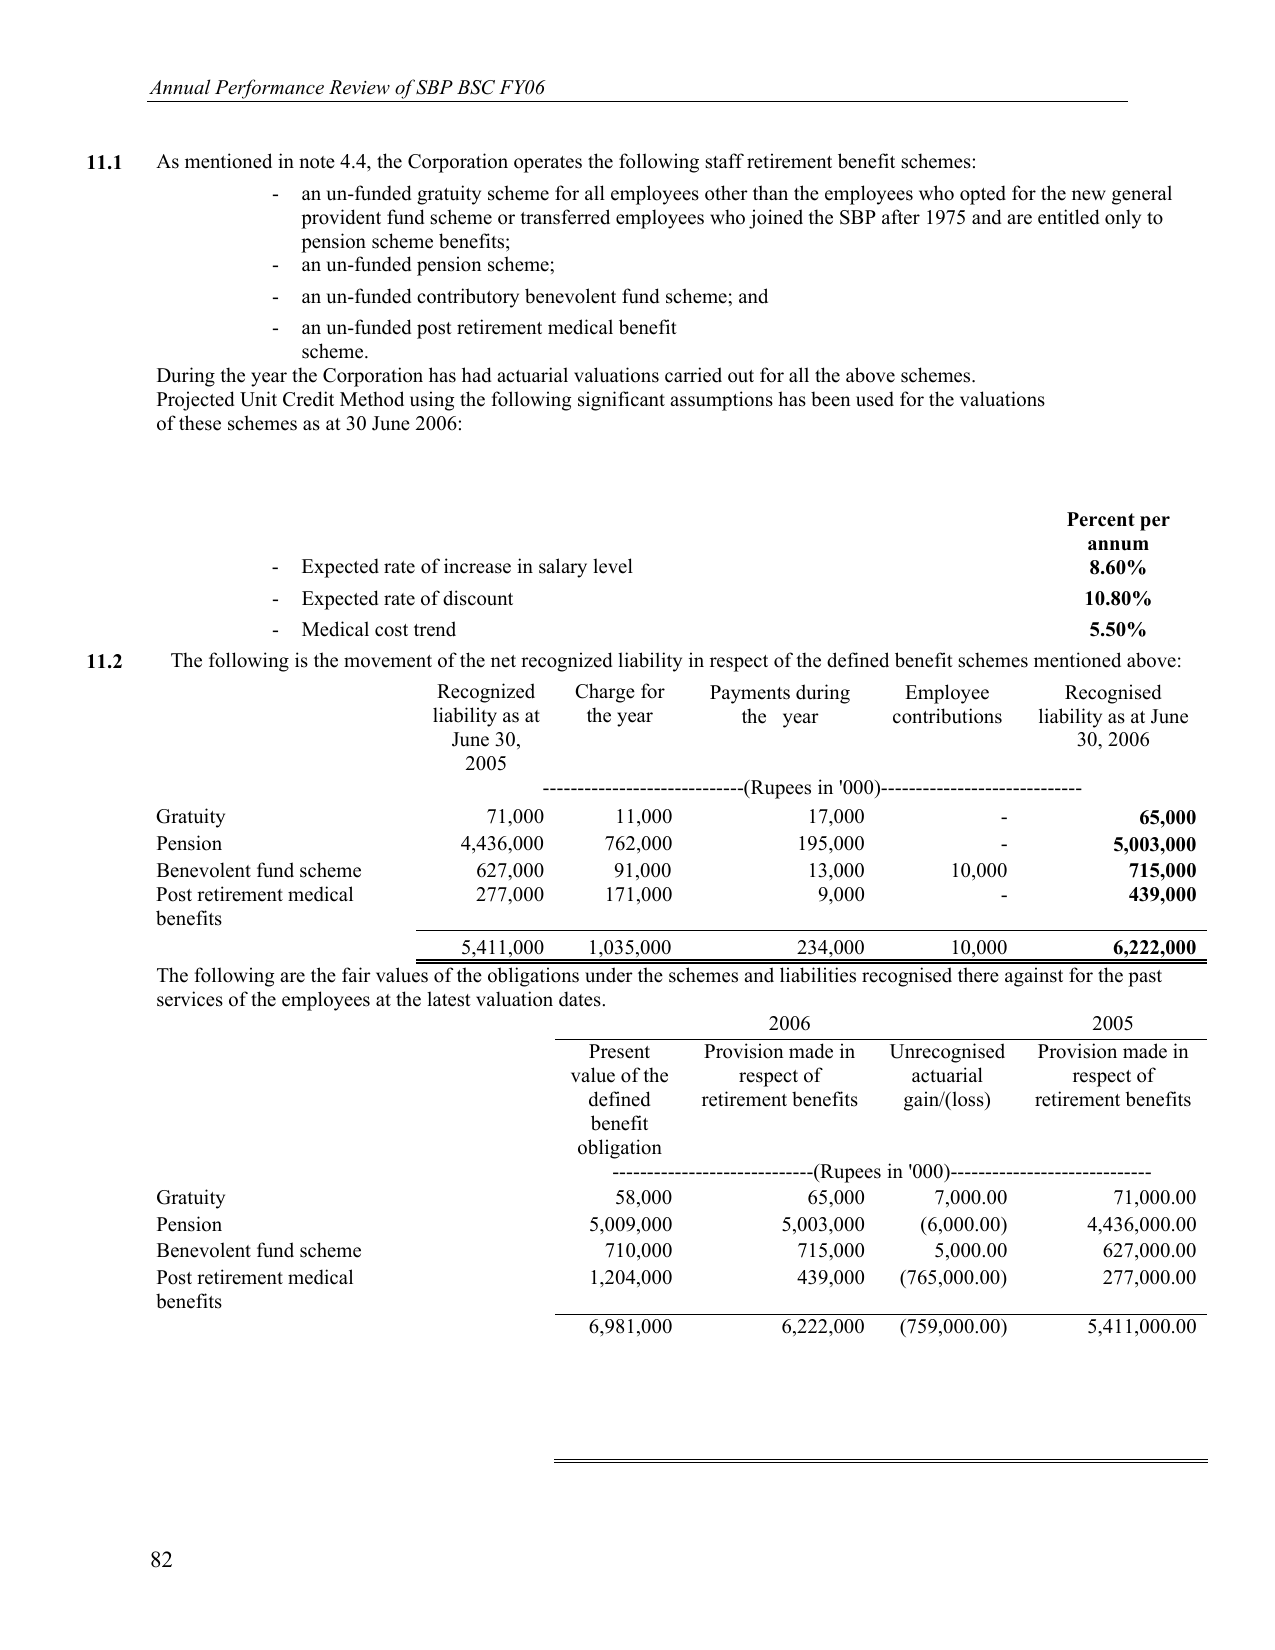 Annual Performance Review of SBP BSC FY06
11.1 As mentioned in note 4.4, the Corporation operates the following staff retirement benefit schemes:
- an un-funded gratuity scheme for all employees other than the employees who opted for the new general
provident fund scheme or transferred employees who joined the SBP after 1975 and are entitled only to
pension scheme benefits;
- an un-funded pension scheme;
- an un-funded contributory benevolent fund scheme; and
- an un-funded post retirement medical benefit
scheme.
During the year the Corporation has had actuarial valuations carried out for all the above schemes.
Projected Unit Credit Method using the following significant assumptions has been used for the valuations
of these schemes as at 30 June 2006:
Percent per
annum
- Expected rate of increase in salary level 8.60%
- Expected rate of discount 10.80%
- Medical cost trend 5.50%
11.2 The following is the movement of the net recognized liability in respect of the defined benefit schemes mentioned above:
Recognized Charge for Payments during Employee Recognised
liability as at the year the year contributions liability as at June
June 30, 30, 2006
2005
-----------------------------(Rupees in '000)-----------------------------
Gratuity 71,000 11,000 17,000 - 65,000
Pension 4,436,000 762,000 195,000 - 5,003,000
Benevolent fund scheme 627,000 91,000 13,000 10,000 715,000
Post retirement medical 277,000 171,000 9,000 - 439,000
benefits
5,411,000 1,035,000 234,000 10,000 6,222,000
The following are the fair values of the obligations under the schemes and liabilities recognised there against for the past
services of the employees at the latest valuation dates.
2006 2005
Present Provision made in Unrecognised Provision made in
value of the respect of actuarial respect of
defined retirement benefits gain/(loss) retirement benefits
benefit
obligation
-----------------------------(Rupees in '000)-----------------------------
Gratuity 58,000 65,000 7,000.00 71,000.00
Pension 5,009,000 5,003,000 (6,000.00) 4,436,000.00
Benevolent fund scheme 710,000 715,000 5,000.00 627,000.00
Post retirement medical 1,204,000 439,000 (765,000.00) 277,000.00
benefits
6,981,000 6,222,000 (759,000.00) 5,411,000.00
82